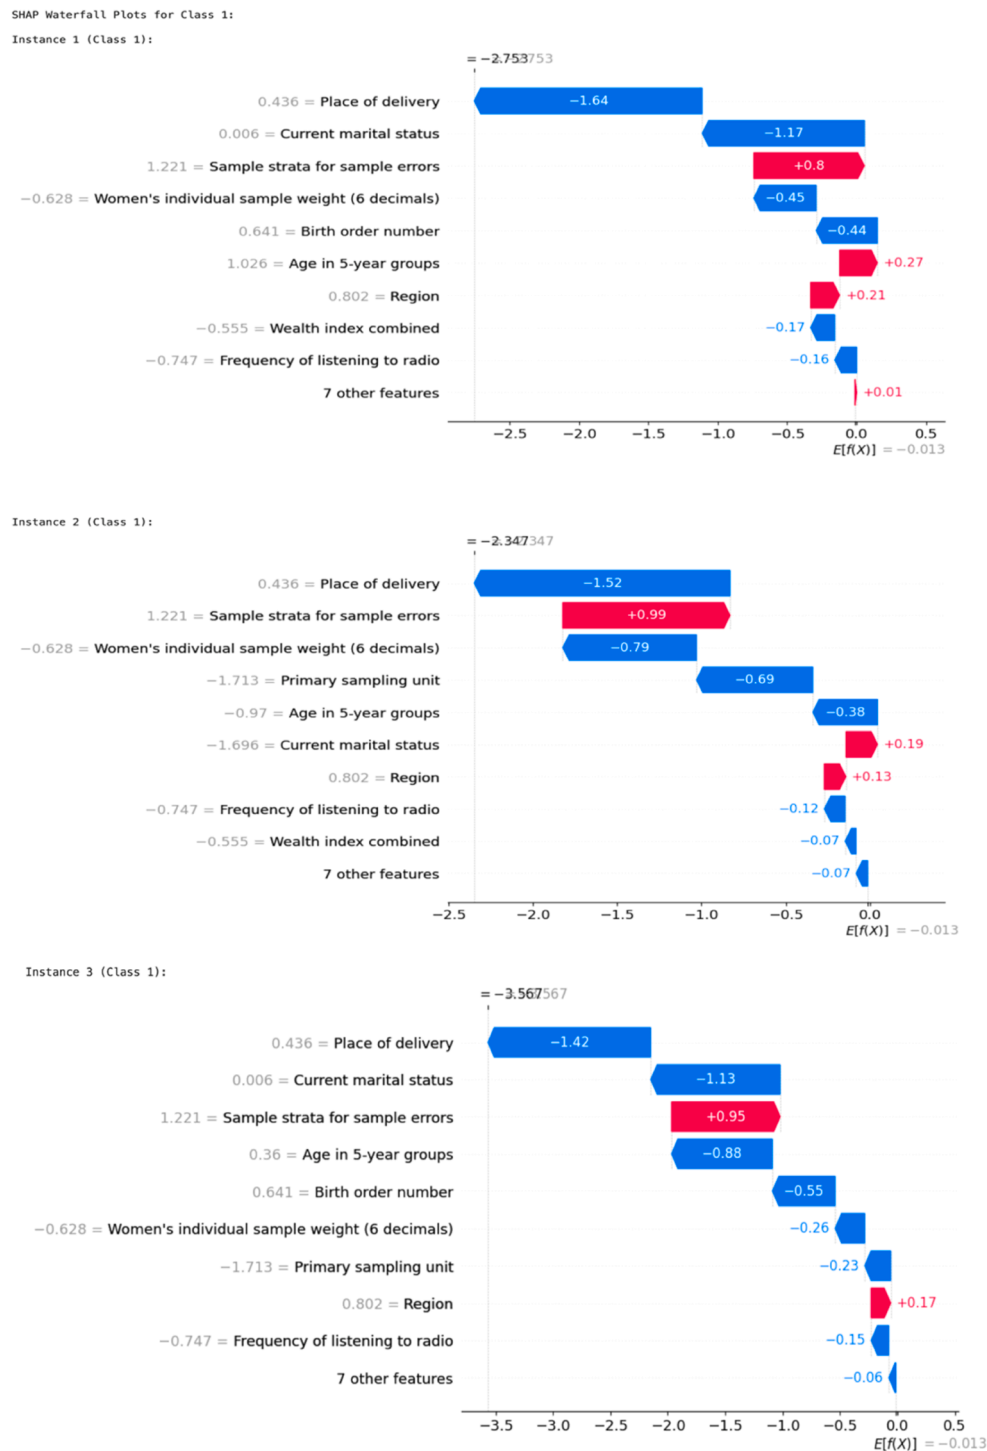 SHAP Waterfall Plots for Class 1:
Instance 1 (Class 1):
= −2.753
0.436 = Place of delivery −1.64
0.006 = Current marital status −1.17
1.221 = Sample strata for sample errors +0.8
−0.628 = Women's individual sample weight (6 decimals) −0.45
0.641 = Birth order number −0.44
1.026 = Age in 5-year groups +0.27
0.802 = Region +0.21
−0.555 = Wealth index combined −0.17
−0.747 = Frequency of listening to radio −0.16
7 other features +0.01
−2.5 −2.0 −1.5 −1.0 −0.5 0.0 0.5
E[f(X)] = −0.013
Instance 2 (Class 1):
= −2.347
0.436 = Place of delivery −1.52
1.221 = Sample strata for sample errors +0.99
−0.628 = Women's individual sample weight (6 decimals) −0.79
−1.713 = Primary sampling unit −0.69
−0.97 = Age in 5-year groups −0.38
−1.696 = Current marital status +0.19
0.802 = Region +0.13
−0.747 = Frequency of listening to radio −0.12
−0.555 = Wealth index combined −0.07
7 other features −0.07
−2.5 −2.0 −1.5 −1.0 −0.5 0.0
E[f(X)] = −0.013
Instance 3 (Class 1):
= −3.567
0.436 = Place of delivery −1.42
0.006 = Current marital status −1.13
1.221 = Sample strata for sample errors +0.95
0.36 = Age in 5-year groups −0.88
0.641 = Birth order number −0.55
−0.628 = Women's individual sample weight (6 decimals) −0.26
−1.713 = Primary sampling unit −0.23
0.802 = Region +0.17
−0.747 = Frequency of listening to radio −0.15
7 other features −0.06
−3.5 −3.0 −2.5 −2.0 −1.5 −1.0 −0.5 0.0 0.5
E[f(X)] = −0.013